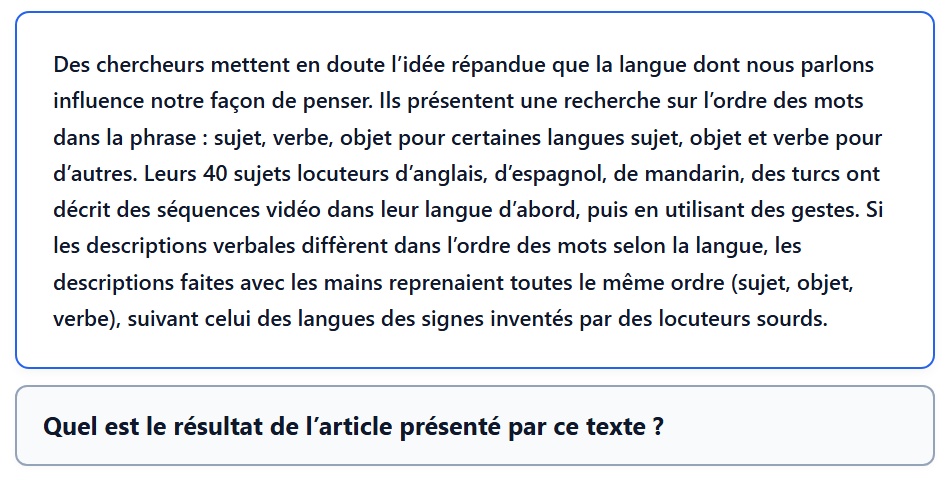 Des chercheurs mettent en doute l’idée répandue que la langue dont nous parlons
influence notre façon de penser. Ils présentent une recherche sur l’ordre des mots
dans la phrase : sujet, verbe, objet pour certaines langues sujet, objet et verbe pour
d’autres. Leurs 40 sujets locuteurs d’anglais, d’espagnol, de mandarin, des turcs ont
décrit des séquences vidéo dans leur langue d’abord, puis en utilisant des gestes. Si
les descriptions verbales diffèrent dans l’ordre des mots selon la langue, les
descriptions faites avec les mains reprenaient toutes le même ordre (sujet, objet,
verbe), suivant celui des langues des signes inventés par des locuteurs sourds.
Quel est le résultat de l’article présenté par ce texte ?